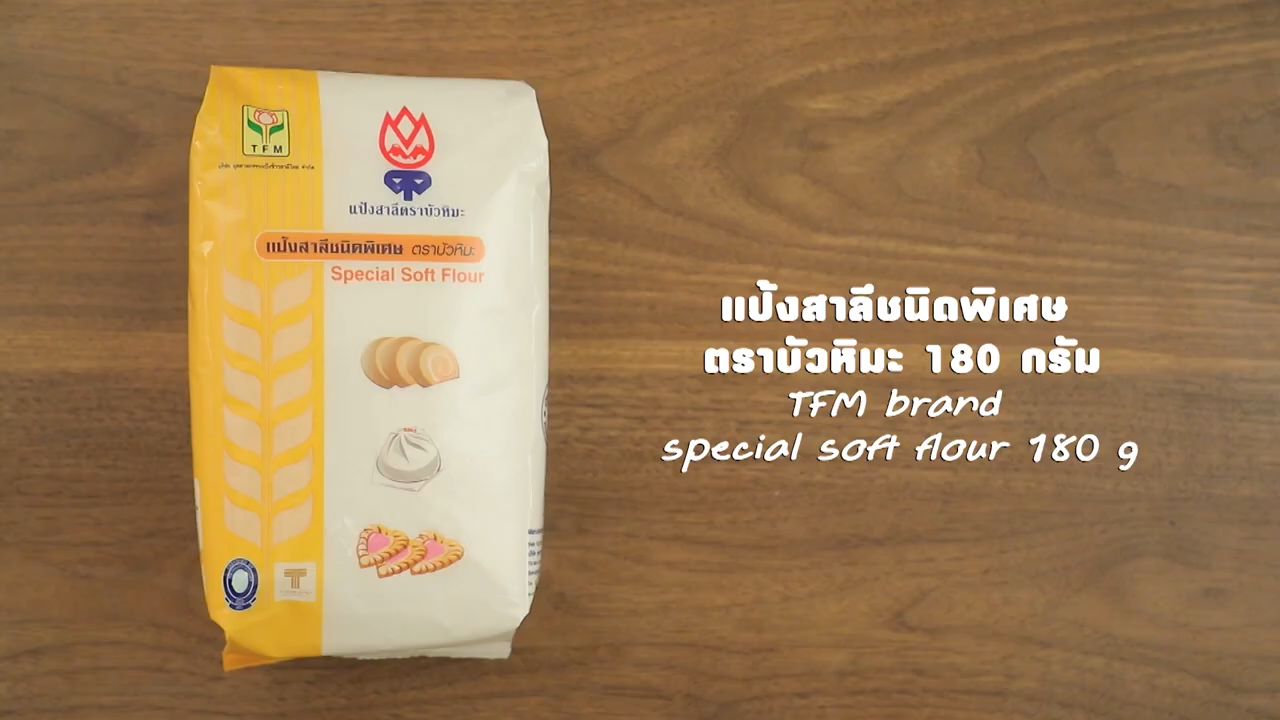 TFM
แป้งสาลีตราบัวหิมะ
แป้งสาลีชนิดพิเศษ ตราบัวหิมะ
Special Soft Flour
แป้งสาลีชนิดพิเศษ
ตราบัวหิมะ 180 กรัม
TFM brand
special soft flour 180 g